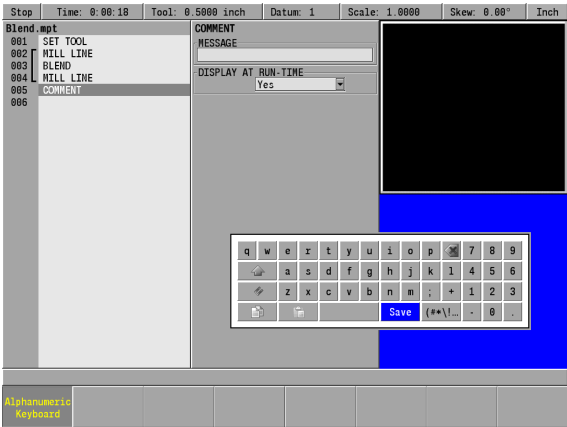 Stop Time: 0:00:18 Tool: 0.5000 inch Datum: 1 Scale: 1.0000 Skew: 0.00° Inch
Blend.mpt
001 SET TOOL
002 MILL LINE
003 BLEND
004 MILL LINE
005 COMMENT
006
COMMENT
MESSAGE
DISPLAY AT RUN-TIME
Yes
q w e r t y u i o p 7 8 9
a s d f g h j k l 4 5 6
z x c v b n m ; + 1 2 3
Save (#*\!... - 0 .
Alphanumeric
Keyboard